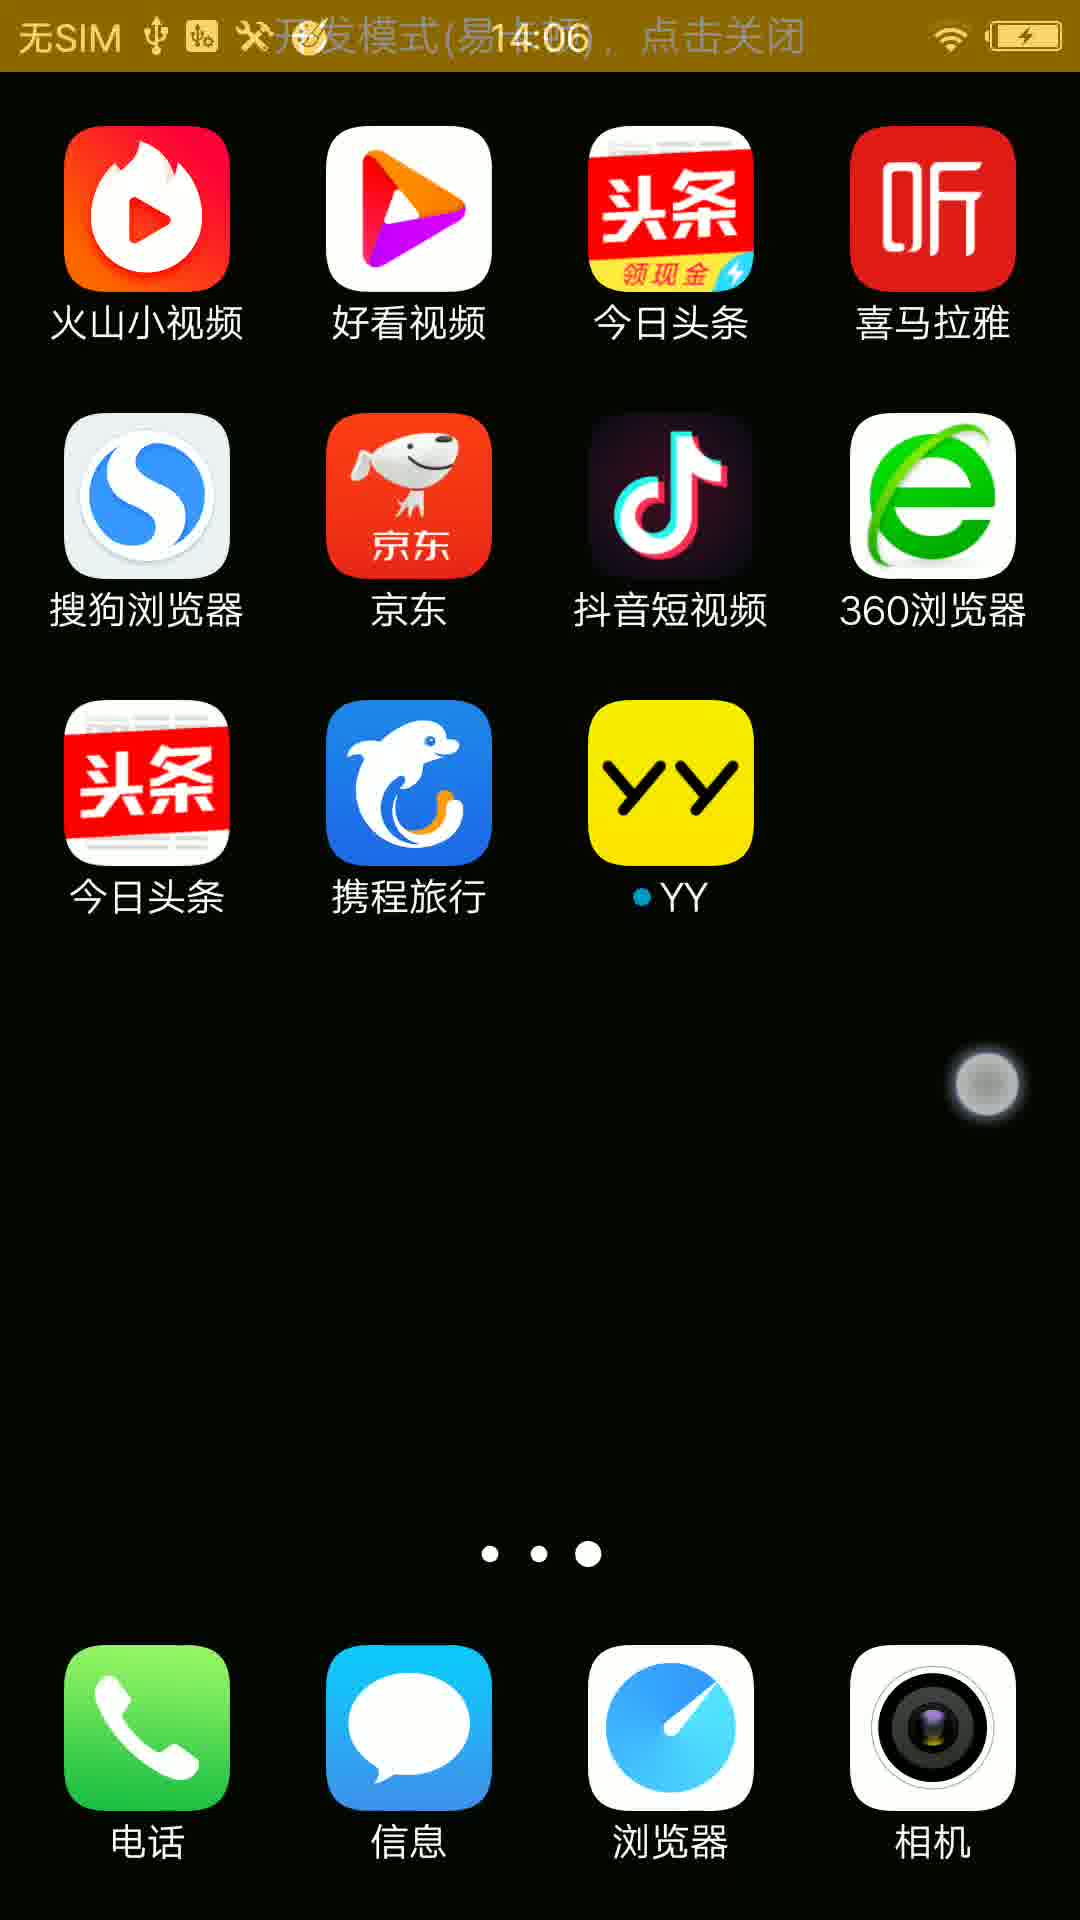 无SIM 开发模式(易卡顿)，点击关闭 14:06
头条
领现金
听
火山小视频 好看视频 今日头条 喜马拉雅
京东
搜狗浏览器 京东 抖音短视频 360浏览器
头条 YY
今日头条 携程旅行 YY
电话 信息 浏览器 相机